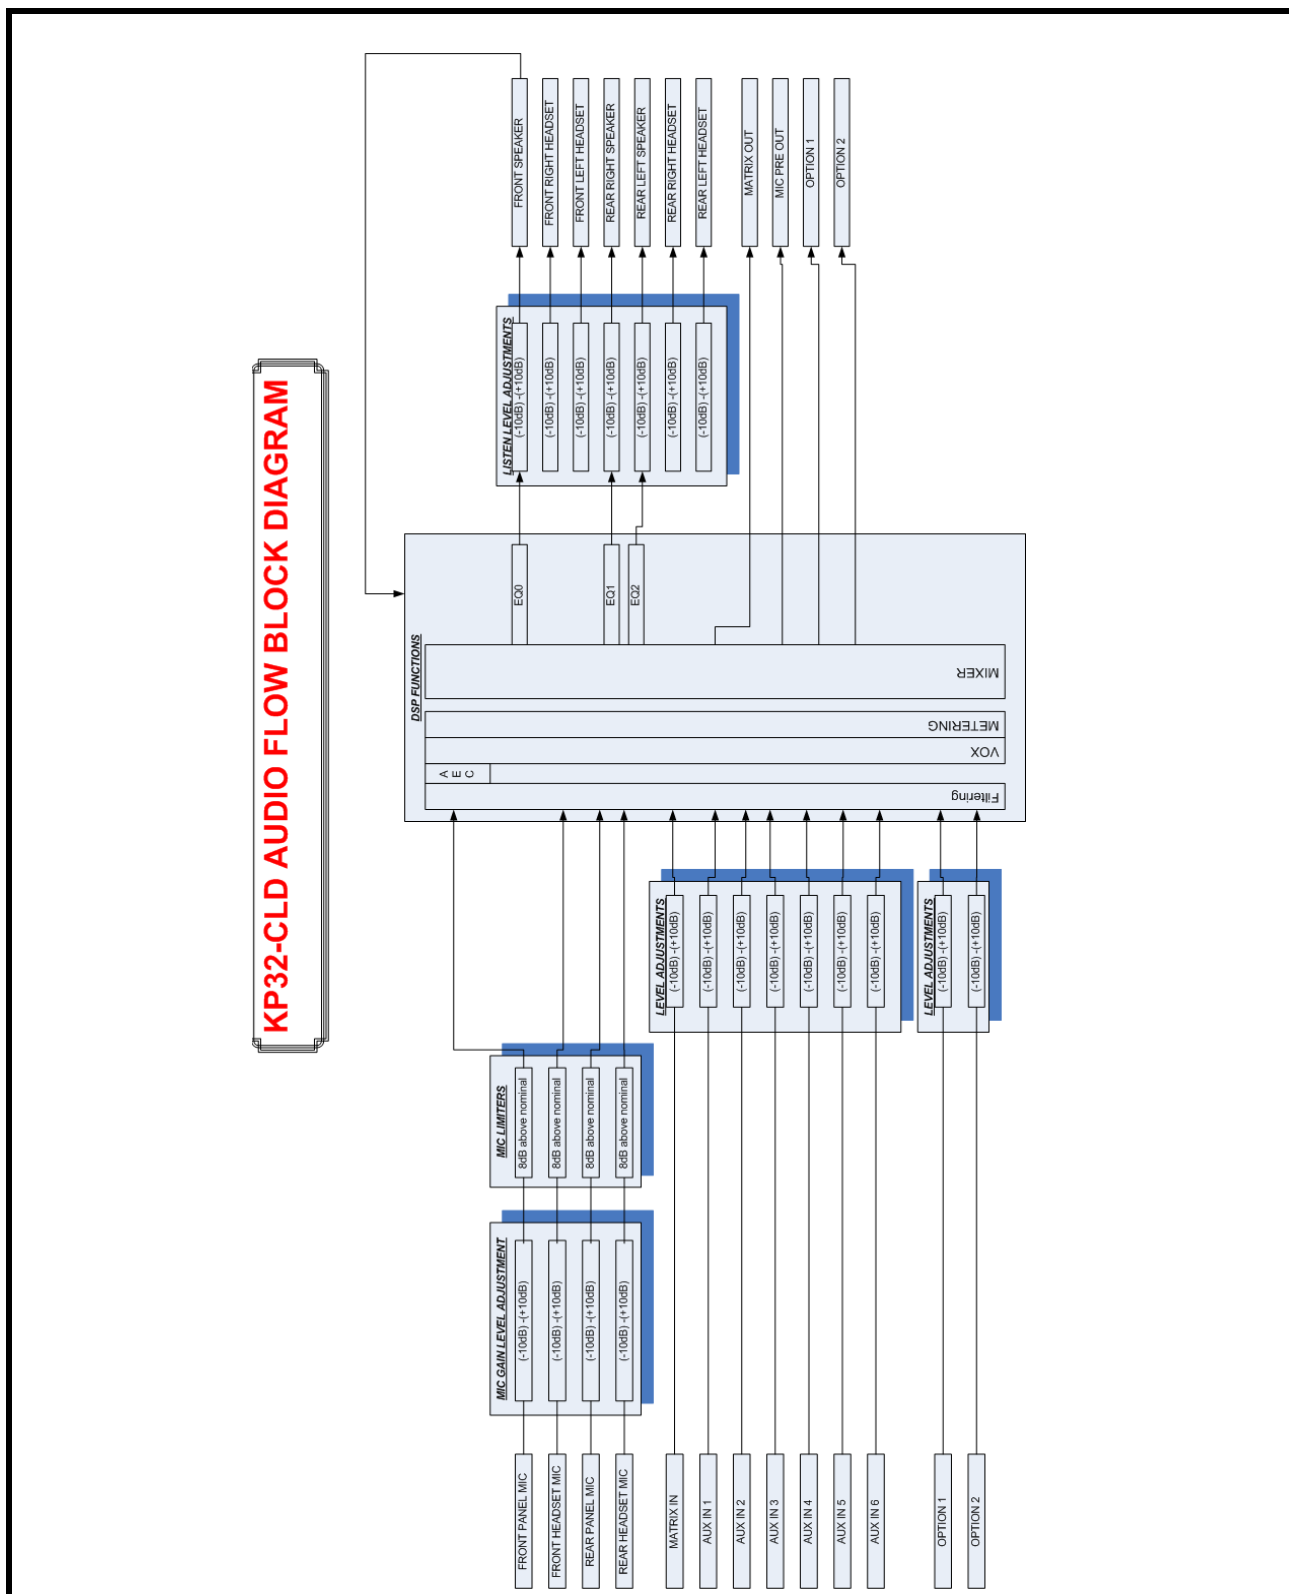 KP32-CLD AUDIO FLOW BLOCK DIAGRAM
FRONT PANEL MIC
FRONT HEADSET MIC
REAR PANEL MIC
REAR HEADSET MIC
MATRIX IN
AUX IN 1
AUX IN 2
AUX IN 3
AUX IN 4
AUX IN 5
AUX IN 6
OPTION 1
OPTION 2
MIC GAIN LEVEL ADJUSTMENT
(-10dB) -(+10dB)
(-10dB) -(+10dB)
(-10dB) -(+10dB)
(-10dB) -(+10dB)
MIC LIMITERS
8dB above nominal
8dB above nominal
8dB above nominal
8dB above nominal
LEVEL ADJUSTMENTS
(-10dB) -(+10dB)
(-10dB) -(+10dB)
(-10dB) -(+10dB)
(-10dB) -(+10dB)
(-10dB) -(+10dB)
(-10dB) -(+10dB)
(-10dB) -(+10dB)
LEVEL ADJUSTMENTS
(-10dB) -(+10dB)
(-10dB) -(+10dB)
DSP FUNCTIONS
Filtering
A
E
C
VOX
METERING
MIXER
EQ0
EQ1
EQ2
LISTEN LEVEL ADJUSTMENTS
(-10dB) -(+10dB)
(-10dB) -(+10dB)
(-10dB) -(+10dB)
(-10dB) -(+10dB)
(-10dB) -(+10dB)
(-10dB) -(+10dB)
(-10dB) -(+10dB)
FRONT SPEAKER
FRONT RIGHT HEADSET
FRONT LEFT HEADSET
REAR RIGHT SPEAKER
REAR LEFT SPEAKER
REAR RIGHT HEADSET
REAR LEFT HEADSET
MATRIX OUT
MIC PRE OUT
OPTION 1
OPTION 2